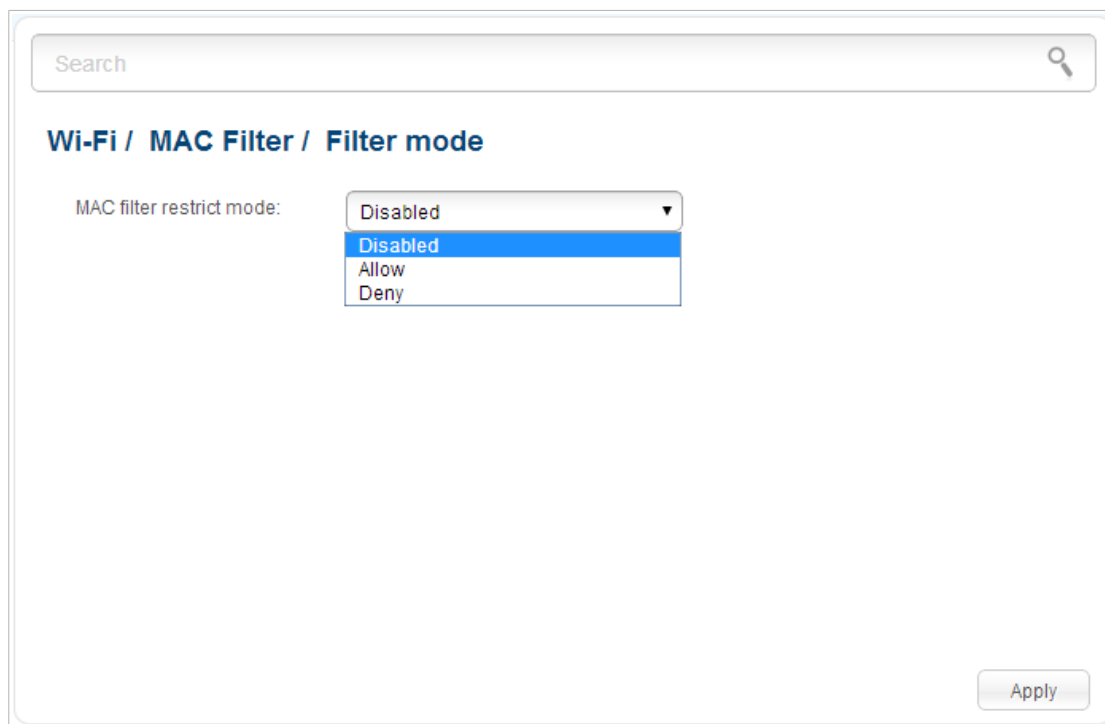 Search
Wi-Fi / MAC Filter / Filter mode
MAC filter restrict mode: Disabled
Disabled
Allow
Deny
Apply